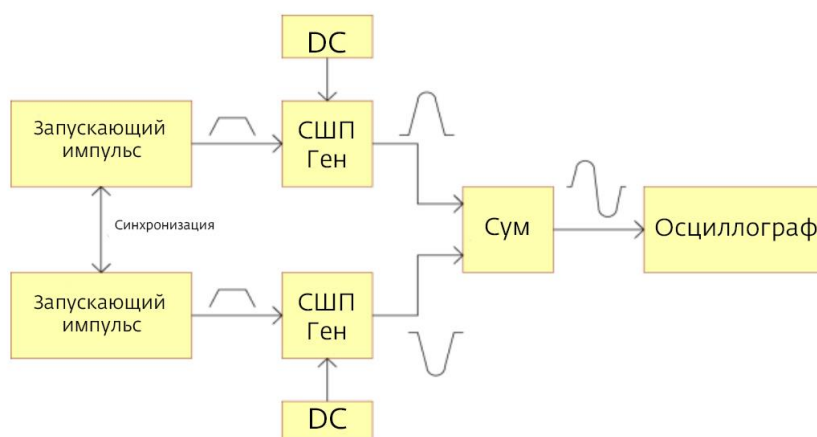 DC
Запускающий
импульс
СШП
Ген
Синхронизация
Сум
Осциллограф
Запускающий
импульс
СШП
Ген
DC